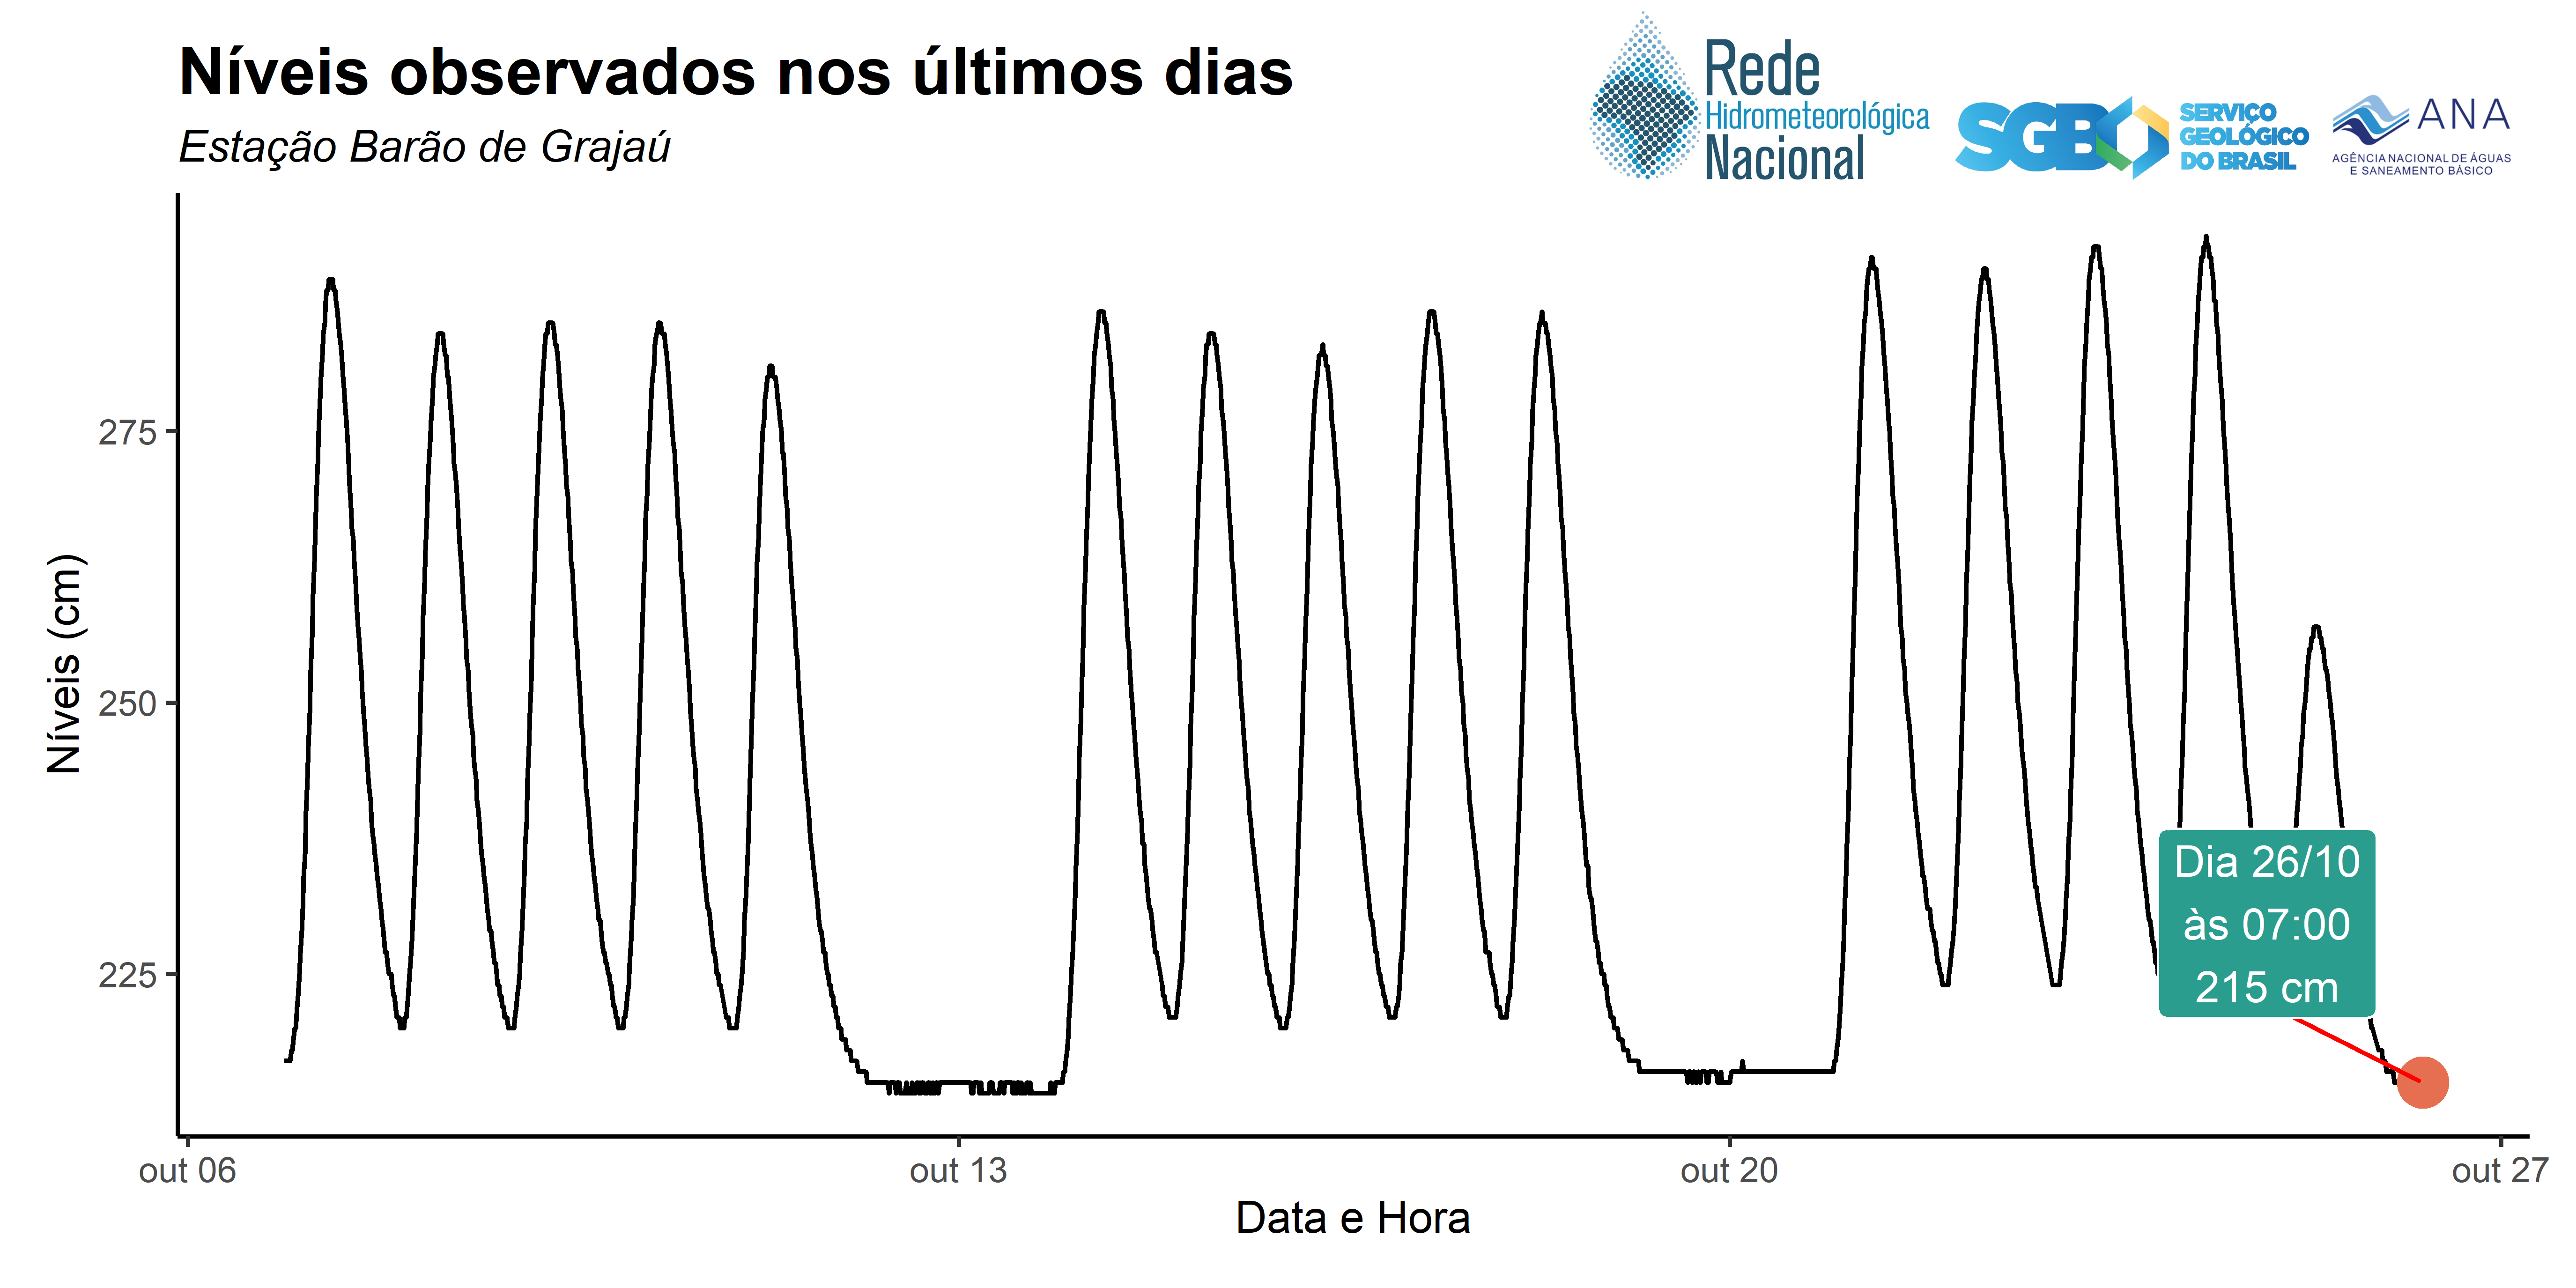 Níveis observados nos últimos dias
Estação Barão de Grajaú
Rede
Hidrometeorológica
Nacional
SGB
SERVIÇO
GEOLÓGICO
DO BRASIL
ANA
AGÊNCIA NACIONAL DE ÁGUAS
E SANEAMENTO BÁSICO
Níveis (cm)
275
250
225
Dia 26/10
às 07:00
215 cm
out 06
out 13
out 20
out 27
Data e Hora